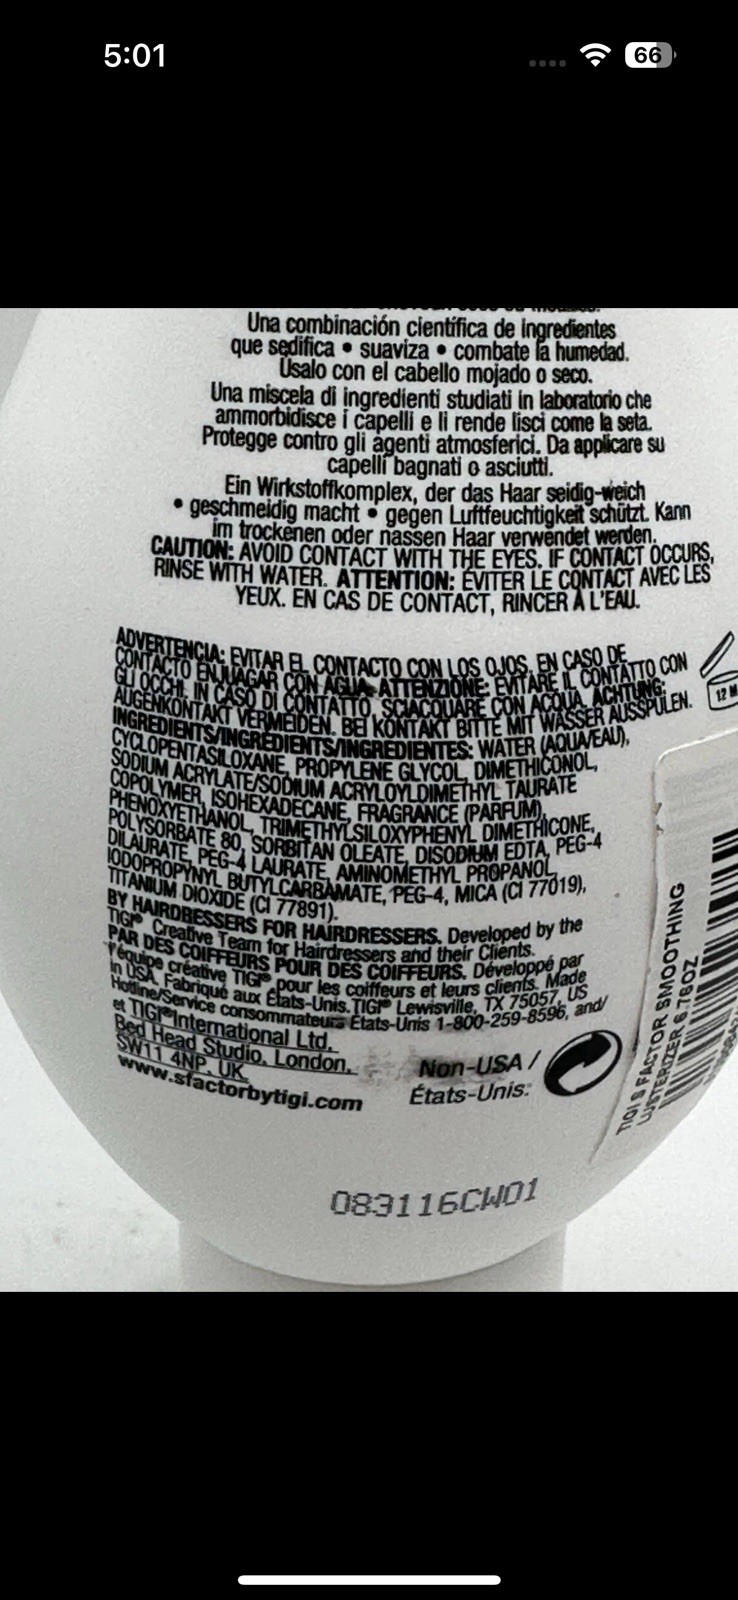 5:01
66
Una combinación científica de ingredientes
que sedifica • suaviza • combate la humedad.
Úsalo con el cabello mojado o seco.
Una miscela di ingredienti studiati in laboratorio che
ammorbidisce i capelli e li rende lisci come la seta.
Protegge contro gli agenti atmosferici. Da applicare su
capelli bagnati o asciutti.
Ein Wirkstoffkomplex, der das Haar seidig-weich
• geschmeidig macht • gegen Luftfeuchtigkeit schützt. Kann
im trockenen oder nassen Haar verwendet werden.
CAUTION: AVOID CONTACT WITH THE EYES. IF CONTACT OCCURS,
RINSE WITH WATER. ATTENTION: ÉVITER LE CONTACT AVEC LES
YEUX. EN CAS DE CONTACT, RINCER À L'EAU.
ADVERTENCIA: EVITAR EL CONTACTO CON LOS OJOS. EN CASO DE
CONTACTO ENJUAGAR CON AGUA. ATTENZIONE: EVITARE IL CONTATTO CON
GLI OCCHI. IN CASO DI CONTATTO SCIACQUARE CON ACQUA. ACHTUNG:
AUGENKONTAKT VERMEIDEN. BEI KONTAKT BITTE MIT WASSER AUSSPÜLEN.
INGREDIENTS/INGRÉDIENTS/INGREDIENTES: WATER (AQUA/EAU),
CYCLOPENTASILOXANE, PROPYLENE GLYCOL, DIMETHICONOL,
SODIUM ACRYLATE/SODIUM ACRYLOYLDIMETHYL TAURATE
COPOLYMER, ISOHEXADECANE, FRAGRANCE (PARFUM),
PHENOXYETHANOL, TRIMETHYLSILOXYPHENYL DIMETHICONE,
POLYSORBATE 80, SORBITAN OLEATE, DISODIUM EDTA, PEG-4
DILAURATE, PEG-4 LAURATE, AMINOMETHYL PROPANOL,
IODOPROPYNYL BUTYLCARBAMATE, PEG-4, MICA (CI 77019),
TITANIUM DIOXIDE (CI 77891).
BY HAIRDRESSERS FOR HAIRDRESSERS. Developed by the
TIGI® Creative Team for Hairdressers and their Clients.
PAR DES COIFFEURS POUR DES COIFFEURS. Développé par
l'équipe créative TIGI® pour les coiffeurs et leurs clients. Made
in USA. Fabriqué aux États-Unis. TIGI® Lewisville, TX 75057, US
Hotline/Service consommateurs États-Unis 1-800-259-8596, and/
et TIGI® International Ltd.
Bed Head Studio, London,
SW11 4NP. UK
www.sfactorbytigi.com
Non-USA /
États-Unis:
12 M
TIGI S FACTOR SMOOTHING
LUSTERIZER 6.76OZ
083116CW01